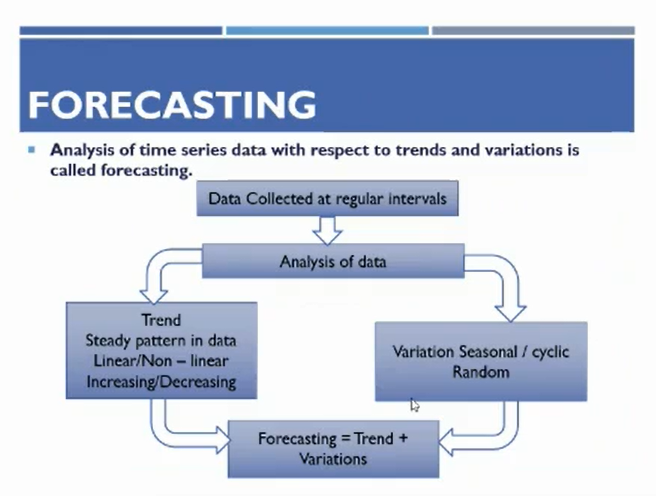 FORECASTING
Analysis of time series data with respect to trends and variations is
called forecasting.
Data Collected at regular intervals
Analysis of data
Trend
Steady pattern in data
Linear/Non – linear
Increasing/Decreasing
Variation Seasonal / cyclic
Random
Forecasting = Trend +
Variations